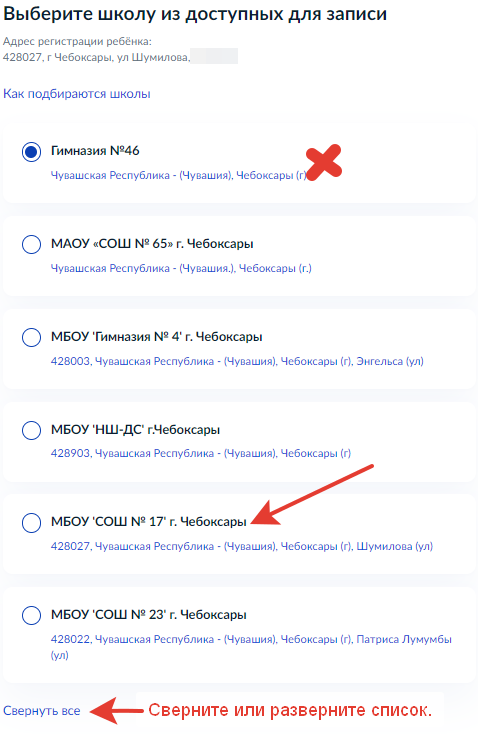 Выберите школу из доступных для записи
Адрес регистрации ребёнка:
428027, г Чебоксары, ул Шумилова,
Как подбираются школы
Гимназия №46
Чувашская Республика - (Чувашия), Чебоксары (г)
МАОУ «СОШ № 65» г. Чебоксары
Чувашская Республика - (Чувашия.), Чебоксары (г.)
МБОУ 'Гимназия № 4' г. Чебоксары
428003, Чувашская Республика - (Чувашия), Чебоксары (г), Энгельса (ул)
МБОУ 'НШ-ДС' г.Чебоксары
428903, Чувашская Республика - (Чувашия), Чебоксары (г)
МБОУ 'СОШ № 17' г. Чебоксары
428027, Чувашская Республика - (Чувашия), Чебоксары (г), Шумилова (ул)
МБОУ 'СОШ № 23' г. Чебоксары
428022, Чувашская Республика - (Чувашия), Чебоксары (г), Патриса Лумумбы
(ул)
Свернуть все Сверните или разверните список.